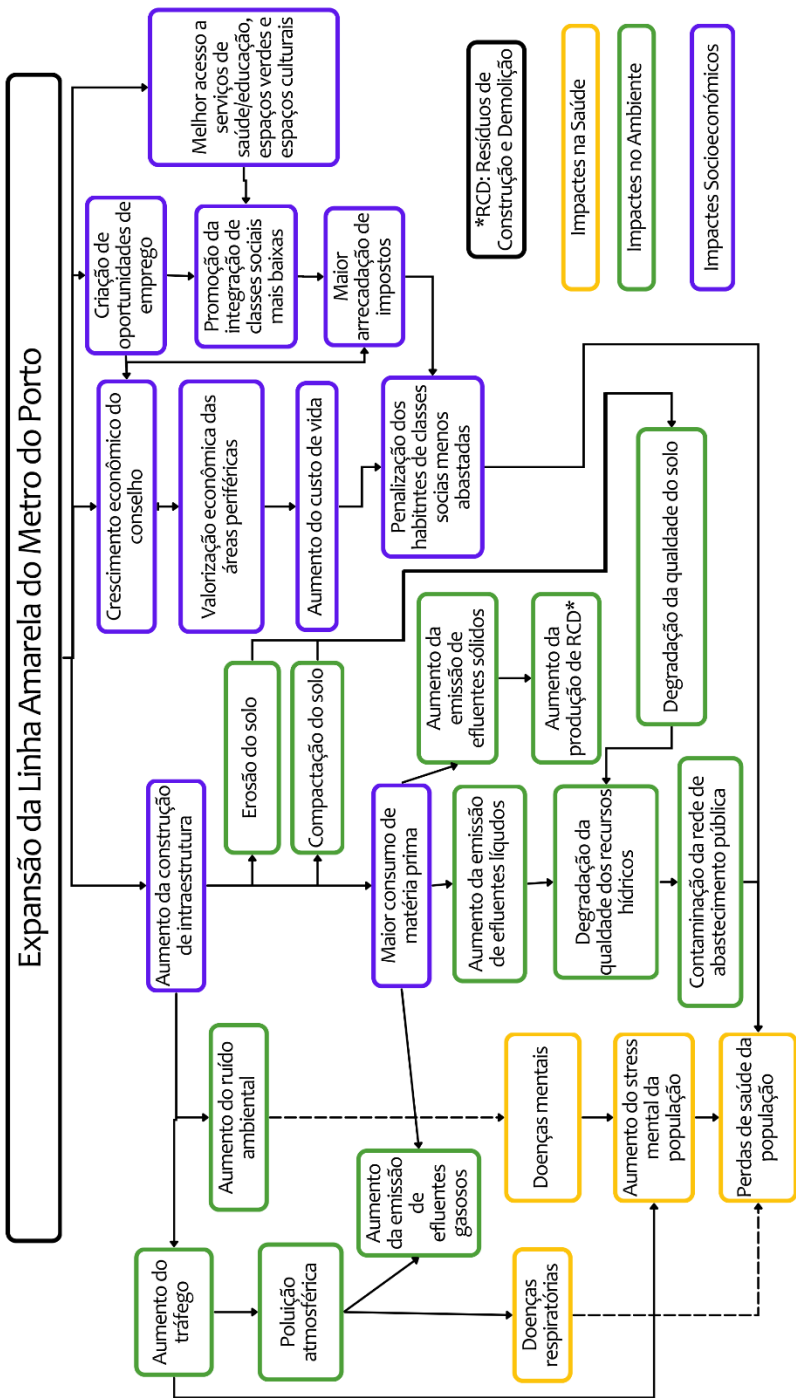 Expansão da Linha Amarela do Metro do Porto
Aumento do
tráfego
Aumento do ruído
ambiental
Aumento da construção
de intraestrutura
Crescimento econômico do
conselho
Criação de
oportunidades de
emprego
Melhor acesso a
serviços de
saúde/educação,
espaços verdes e
espaços culturais
Poluição
atmosférica
Erosão do solo
Compactação do solo
Valorização econômica das
áreas periféricas
Promoção da
integração de
classes sociais
mais baixas
Aumento do custo de vida
Maior
arrecadação de
impostos
Aumento da emissão
de
efluentes
gasosos
Maior consumo de
matéria prima
Penalização dos
habitntes de classes
socias menos
abastadas
Aumento da
emissão de
efluentes sólidos
Aumento da emissão
de efluentes líqudos
Aumento da
produção de RCD*
Doenças
respiratórias
Doenças mentais
Degradação da
qualdade dos recursos
hídricos
Degradação da qualdade do solo
Aumento do stress
mental da
população
Contaminação da rede de
abastecimento pública
Perdas de saúde da
população
*RCD: Resíduos de
Construção e Demolição
Impactes na Saúde
Impactes no Ambiente
Impactes Socioeconómicos